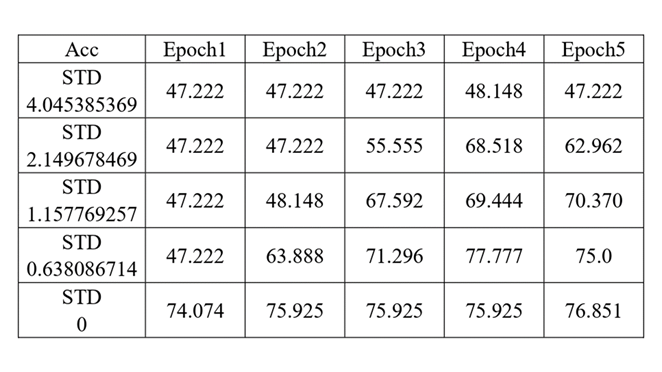 Acc Epoch1 Epoch2 Epoch3 Epoch4 Epoch5
STD
4.045385369 47.222 47.222 47.222 48.148 47.222
STD
2.149678469 47.222 47.222 55.555 68.518 62.962
STD
1.157769257 47.222 48.148 67.592 69.444 70.370
STD
0.638086714 47.222 63.888 71.296 77.777 75.0
STD
0 74.074 75.925 75.925 75.925 76.851